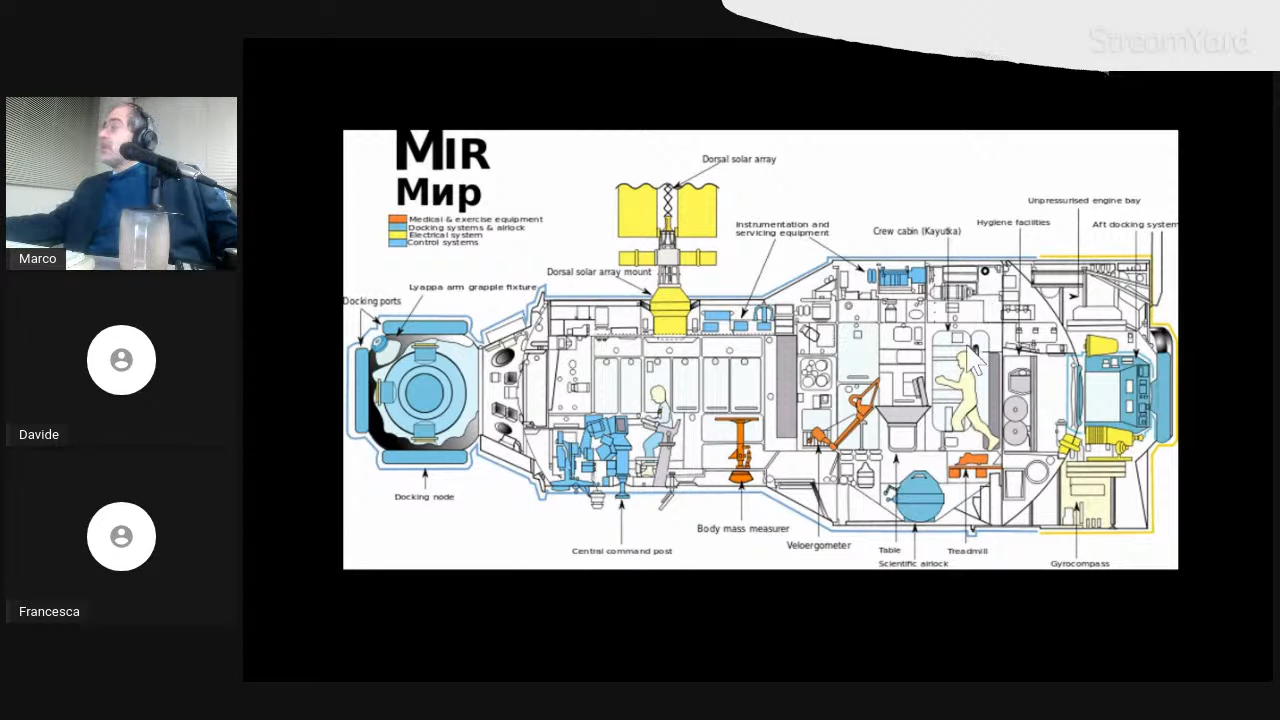 StreamYard
MIR
Мир
Medical & exercise equipment
Docking systems & airlock
Electrical system
Control systems
Dorsal solar array
Unpressurised engine bay
Instrumentation and
servicing equipment
Crew cabin (Kayutka)
Hygiene facilities
Aft docking system
Dorsal solar array mount
Lyappa arm grapple fixture
Docking ports
Docking node
Central command post
Body mass measurer
Veloergometer
Table
Scientific airlock
Treadmill
Gyrocompass
Marco
Davide
Francesca